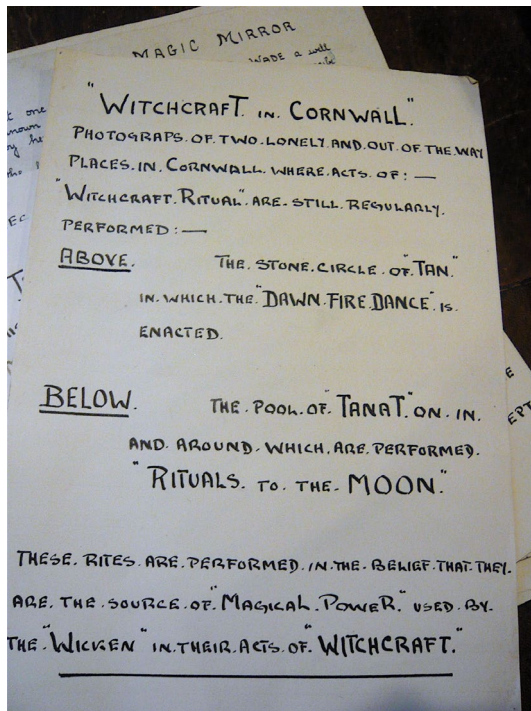 MAGIC MIRROR
WADE a will
"WITCHCRAFT. IN. CORNWALL."
PHOTOGRAPS. OF. TWO. LONELY. AND. OUT. OF. THE. WAY
PLACES. IN. CORNWALL. WHERE. ACTS. OF: —
"WITCHCRAFT. RITUAL". ARE. STILL. REGULARLY.
PERFORMED: —
ABOVE. THE. STONE. CIRCLE. OF. "TAN."
IN. WHICH. THE. "DAWN. FIRE. DANCE" IS.
ENACTED.
BELOW. THE. POOL. OF. "TANAT." ON. IN.
AND. AROUND. WHICH. ARE. PERFORMED.
"RITUALS. TO. THE. MOON."
THESE. RITES. ARE. PERFORMED. IN. THE. BELIEF. THAT. THEY.
ARE. THE. SOURCE. OF. "MAGICAL. POWER." USED. BY.
THE. "WICKEN" IN. THEIR. ACTS. OF. "WITCHCRAFT."